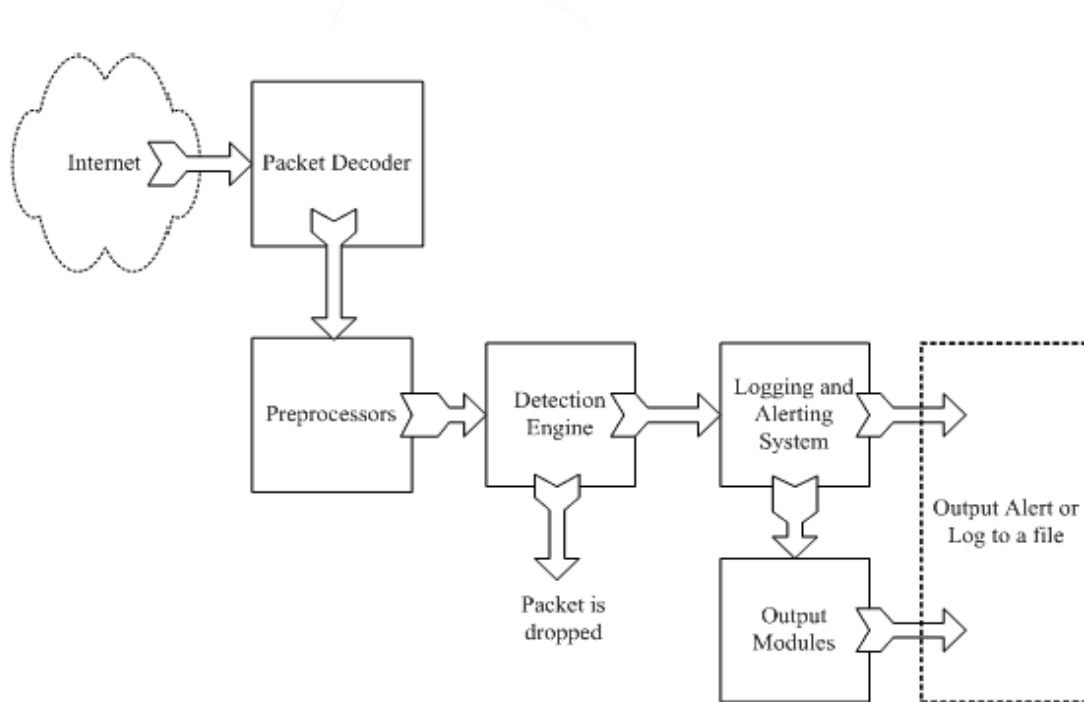 Internet
Packet Decoder
Preprocessors
Detection
Engine
Logging and
Alerting
System
Output Alert or
Log to a file
Packet is
dropped
Output
Modules